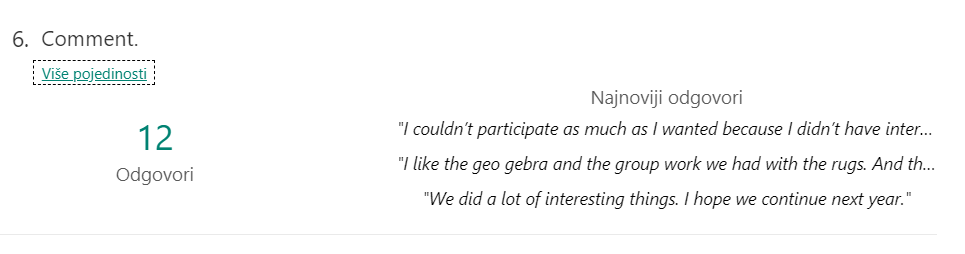 6. Comment.
Više pojedinosti
12
Odgovori
Najnoviji odgovori
"I couldn't participate as much as I wanted because I didn't have inter...
"I like the geo gebra and the group work we had with the rugs. And th...
"We did a lot of interesting things. I hope we continue next year."